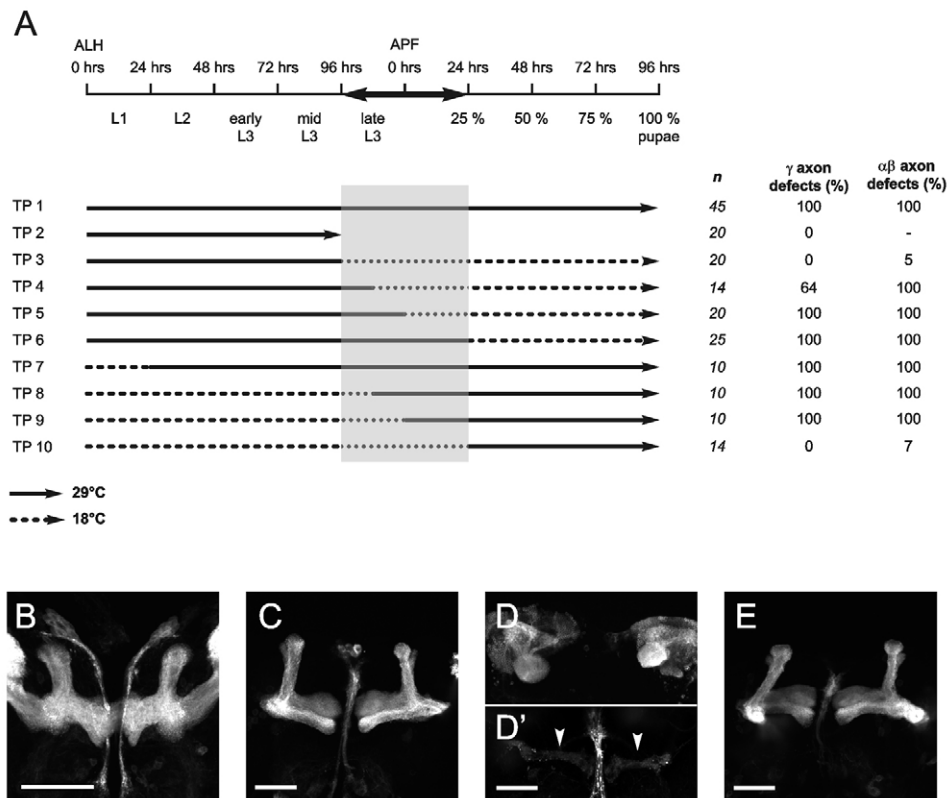 A
ALH APF
0 hrs 24 hrs 48 hrs 72 hrs 96 hrs 0 hrs 24 hrs 48 hrs 72 hrs 96 hrs
L1 L2 early mid late 25 % 50 % 75 % 100 %
L3 L3 L3 pupae
n γ axon defects (%) αβ axon defects (%)
TP 1 45 100 100
TP 2 20 0 -
TP 3 20 0 5
TP 4 14 64 100
TP 5 20 100 100
TP 6 25 100 100
TP 7 10 100 100
TP 8 10 100 100
TP 9 10 100 100
TP 10 14 0 7
29°C
18°C
B C D E
D'